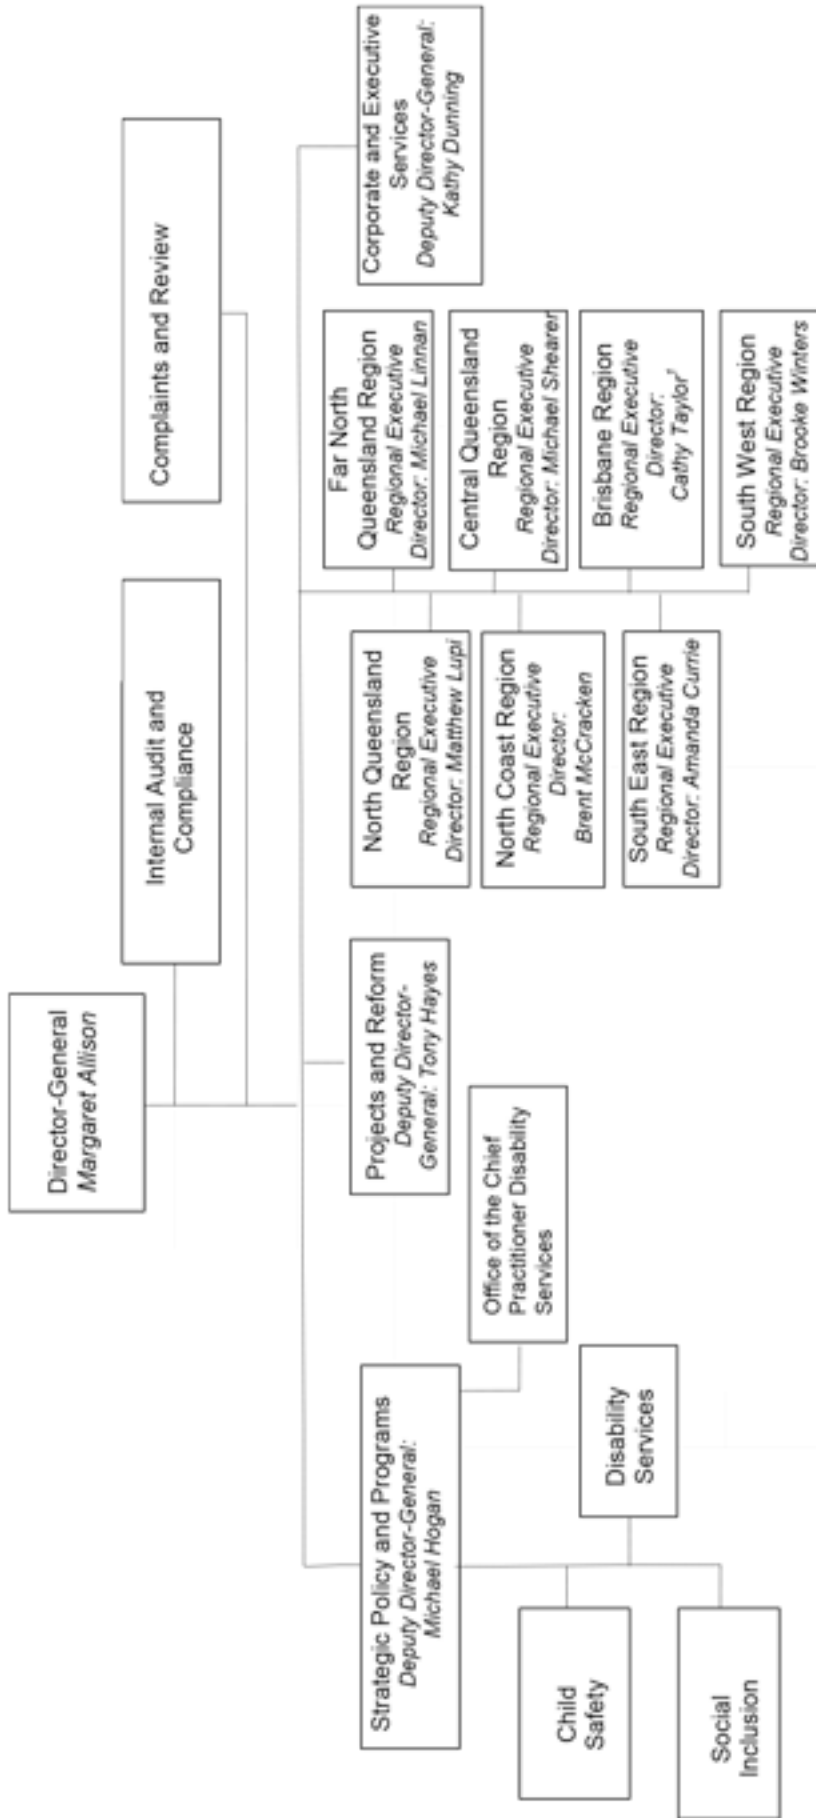 Director-General
Margaret Allison
Internal Audit and
Compliance
Complaints and Review
Strategic Policy and Programs
Deputy Director-General:
Michael Hogan
Projects and Reform
Deputy Director-
General: Tony Hayes
North Queensland
Region
Regional Executive
Director: Matthew Lupi
Far North
Queensland Region
Regional Executive
Director: Michael Linnan
Corporate and Executive
Services
Deputy Director-General:
Kathy Dunning
Office of the Chief
Practitioner Disability
Services
North Coast Region
Regional Executive
Director:
Brent McCracken
Central Queensland
Region
Regional Executive
Director: Michael Shearer
Child
Safety
Disability
Services
South East Region
Regional Executive
Director: Amanda Currie
Brisbane Region
Regional Executive
Director:
Cathy Taylor¹
Social
Inclusion
South West Region
Regional Executive
Director: Brooke Winters